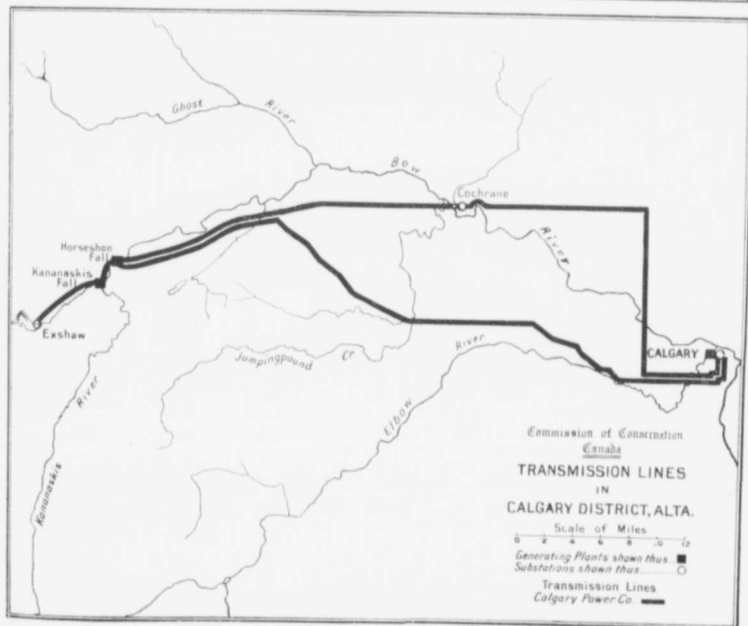 Ghost
River
Bow
Cochrane
River
Horseshoe
Fall
Kananaskis
Fall
Exshaw
CALGARY
River
Jumpingpound Cr.
Elbow
River
Kananaskis
Commission of Conservation
Canada
TRANSMISSION LINES
IN
CALGARY DISTRICT, ALTA.
Scale of Miles
0 2 4 6 8 10 12
Generating Plants shown thus
Substations shown thus........
Transmission Lines
Calgary Power Co.